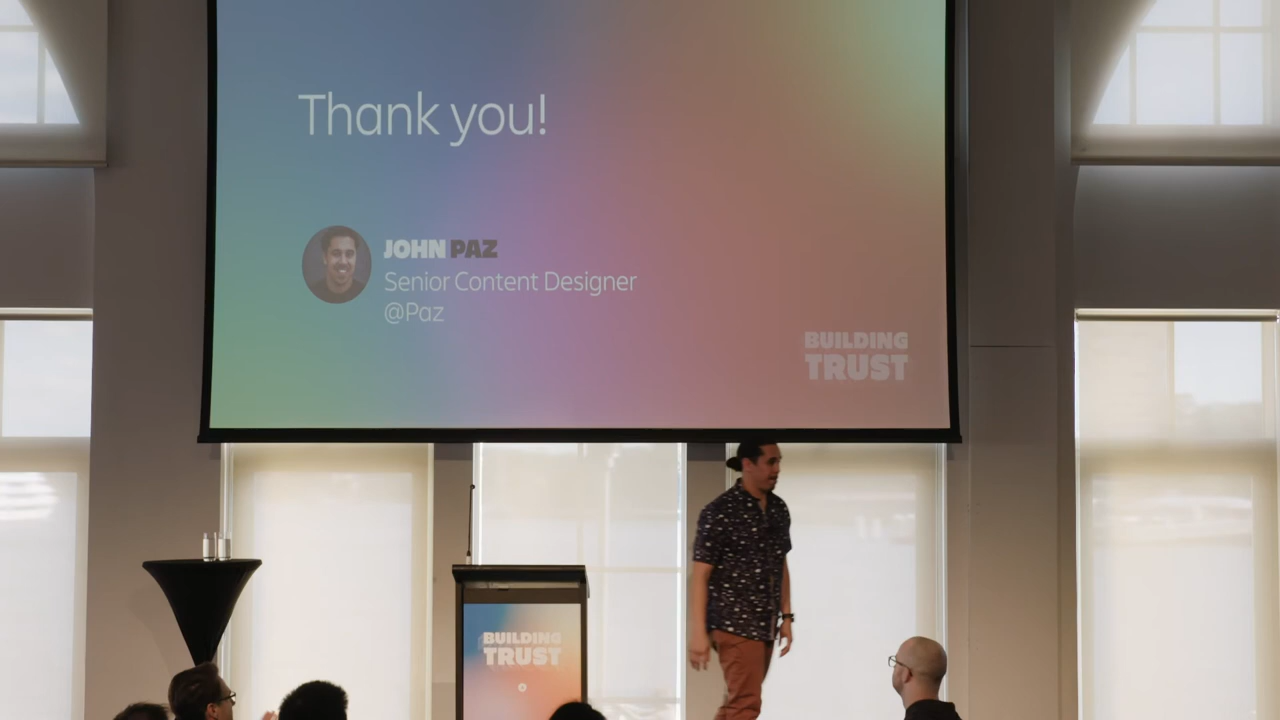 Thank you!
JOHN PAZ
Senior Content Designer
@Paz
BUILDING
TRUST
BUILDING
TRUST